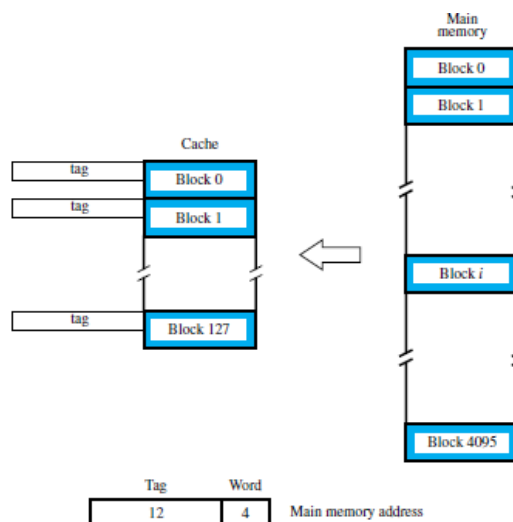 Main
memory
Block 0
Block 1
Cache
tag
Block 0
tag
Block 1
Block i
tag
Block 127
Block 4095
Tag Word
12 4 Main memory address